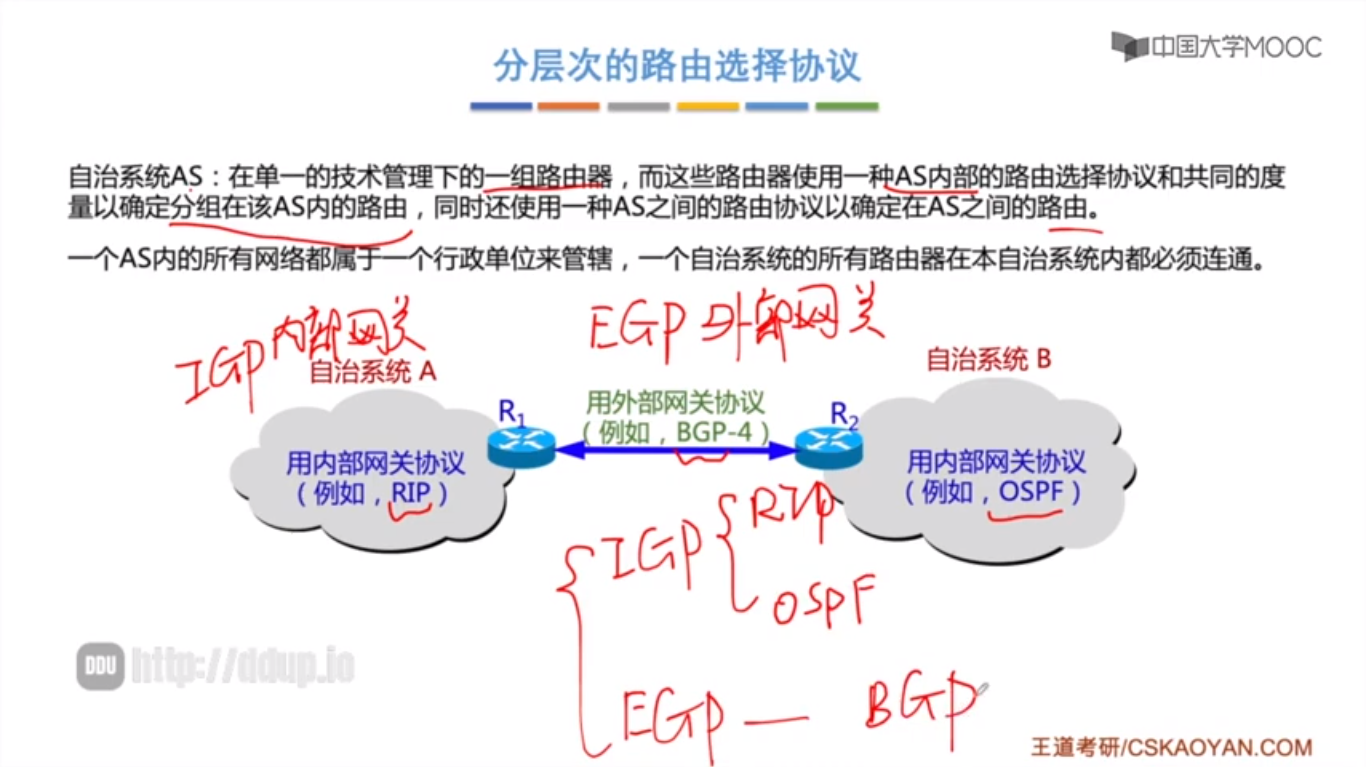 中国大学MOOC
分层次的路由选择协议
自治系统AS：在单一的技术管理下的一组路由器，而这些路由器使用一种AS内部的路由选择协议和共同的度
量以确定分组在该AS内的路由，同时还使用一种AS之间的路由协议以确定在AS之间的路由。
一个AS内的所有网络都属于一个行政单位来管辖，一个自治系统的所有路由器在本自治系统内都必须连通。
IGP 内部网关
EGP 外部网关
自治系统 A
自治系统 B
R1
用外部网关协议
（例如，BGP-4）
R2
用内部网关协议
（例如，RIP）
用内部网关协议
（例如，OSPF）
IGP
RIP
OSPF
EGP — BGP
DDU http://ddup.io
王道考研/CSKAOYAN.COM